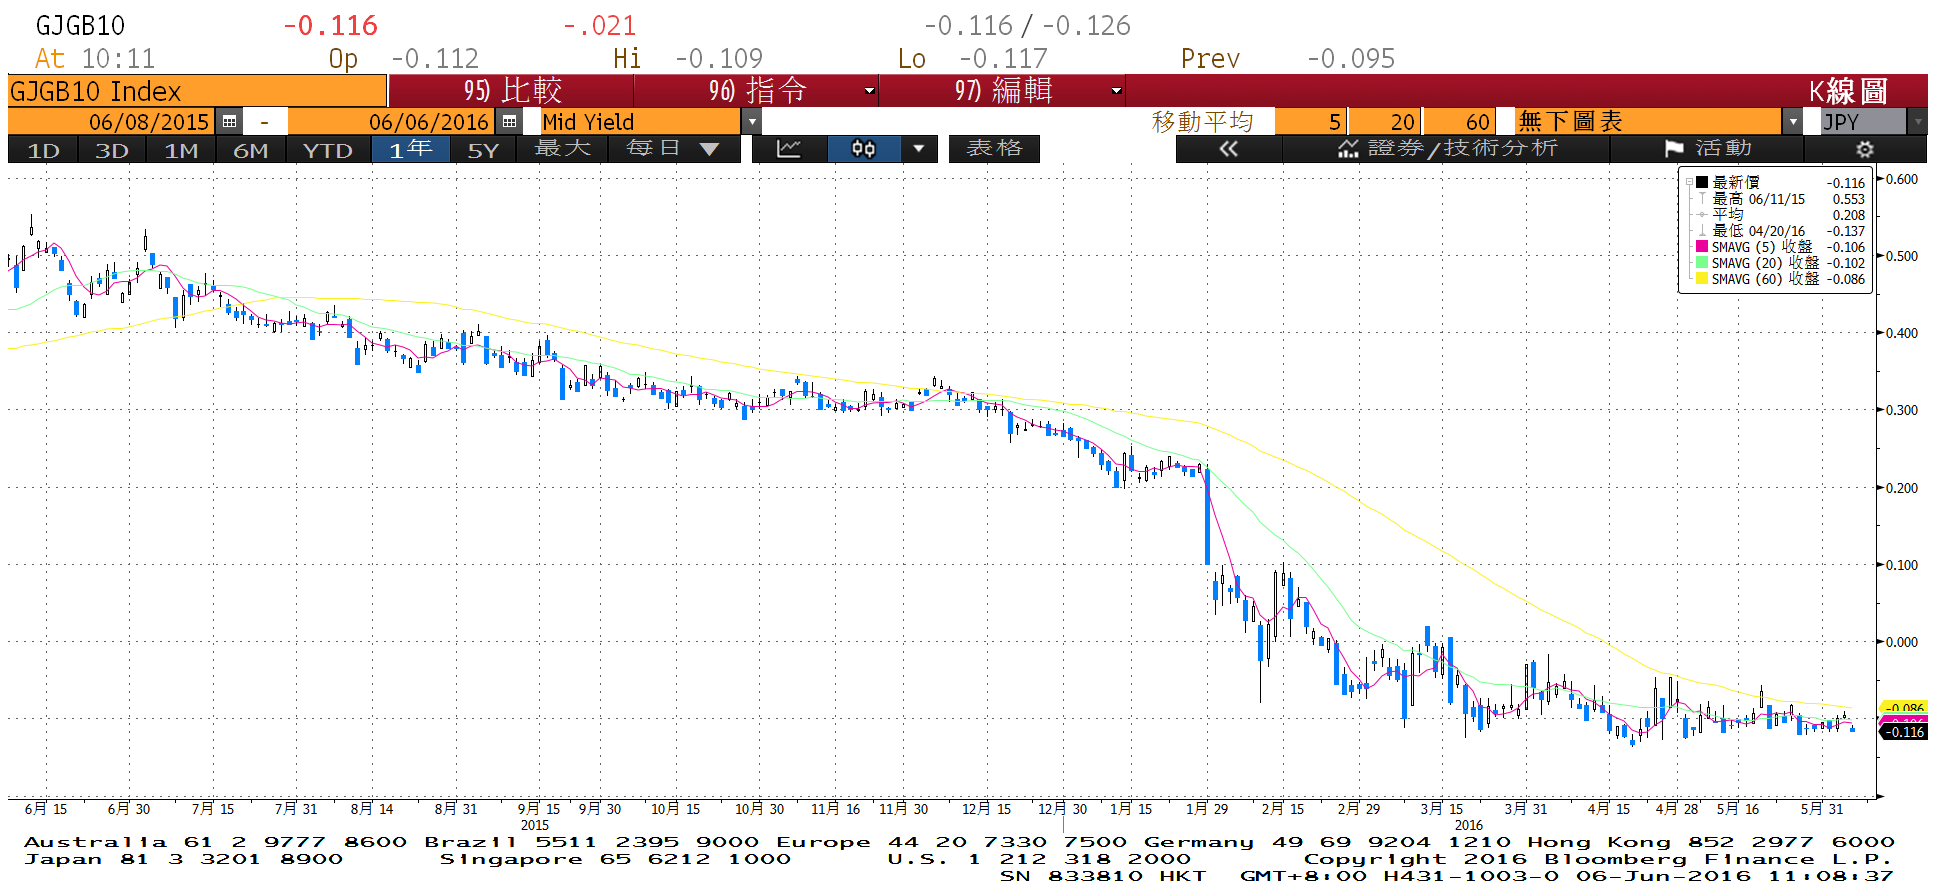 GJGB10 -0.116 -.021 -0.116 / -0.126
At 10:11 Op -0.112 Hi -0.109 Lo -0.117 Prev -0.095
GJGB10 Index 95) 比較 96) 指令 97) 編輯 K線圖
06/08/2015 - 06/06/2016 Mid Yield 移動平均 5 20 60 無下圖表 JPY
1D 3D 1M 6M YTD 1年 5Y 最大 每日 表格 « 證券/技術分析 活動
最新價 -0.116
最高 06/11/15 0.553
平均 0.208
最低 04/20/16 -0.137
SMAVG (5) 收盤 -0.106
SMAVG (20) 收盤 -0.102
SMAVG (60) 收盤 -0.086
0.600
0.500
0.400
0.300
0.200
0.100
0.000
-0.086
-0.116
6月 15 6月 30 7月 15 7月 31 8月 14 8月 31 9月 15 9月 30 10月 15 10月 30 11月 16 11月 30 12月 15 12月 30 1月 15 1月 29 2月 15 2月 29 3月 15 3月 31 4月 15 4月 28 5月 16 5月 31
2015 2016
Australia 61 2 9777 8600 Brazil 5511 2395 9000 Europe 44 20 7330 7500 Germany 49 69 9204 1210 Hong Kong 852 2977 6000
Japan 81 3 3201 8900 Singapore 65 6212 1000 U.S. 1 212 318 2000 Copyright 2016 Bloomberg Finance L.P.
SN 833810 HKT GMT+8:00 H431-1003-0 06-Jun-2016 11:08:37